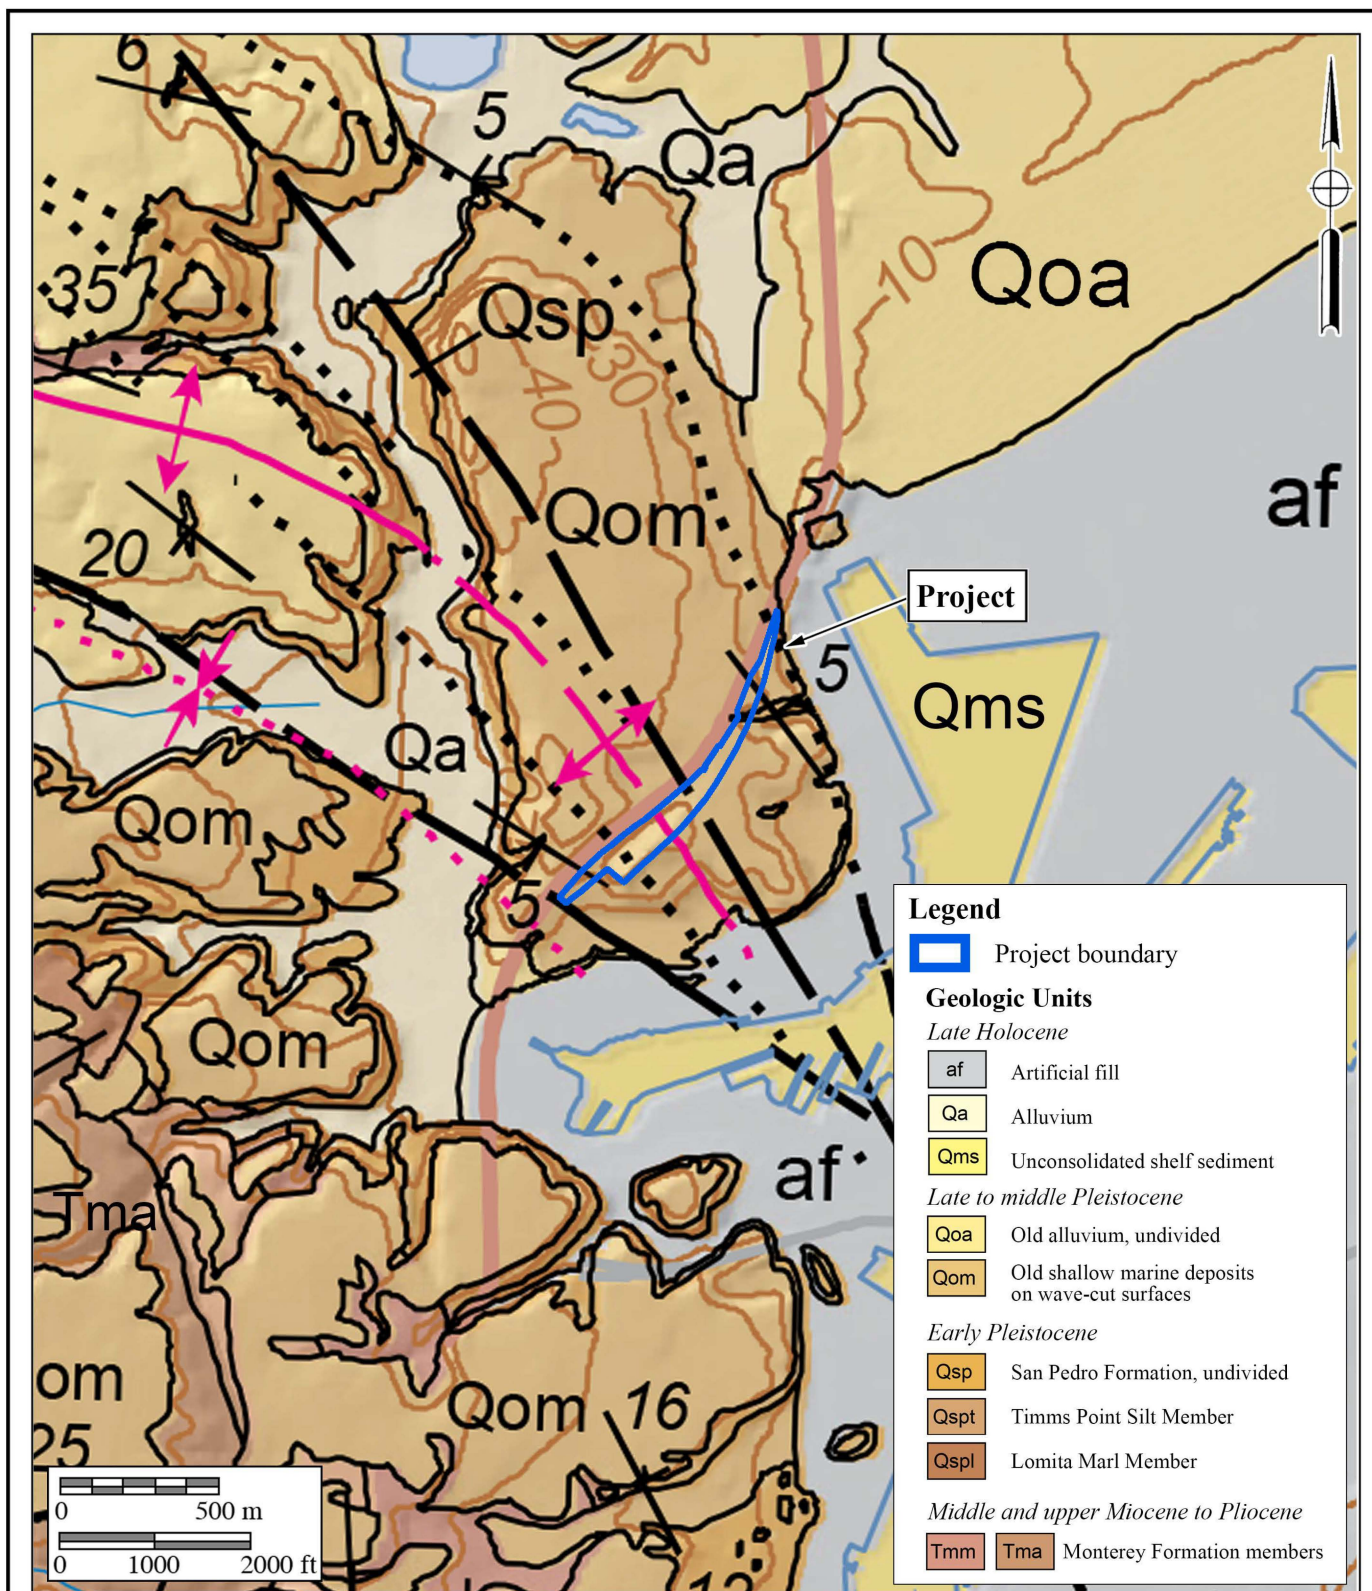 6
5
Qa
Qoa
10
35
Qsp
30
40
af
Qom
20
Project
5
Qms
Qa
Qom
5
Qom
af
Tma
om
25
Qom
16
12
0
500 m
0
1000
2000 ft
Legend
Project boundary
Geologic Units
Late Holocene
af
Artificial fill
Qa
Alluvium
Qms
Unconsolidated shelf sediment
Late to middle Pleistocene
Qoa
Old alluvium, undivided
Qom
Old shallow marine deposits
on wave-cut surfaces
Early Pleistocene
Qsp
San Pedro Formation, undivided
Qspt
Timms Point Silt Member
Qspl
Lomita Marl Member
Middle and upper Miocene to Pliocene
Tmm
Tma
Monterey Formation members